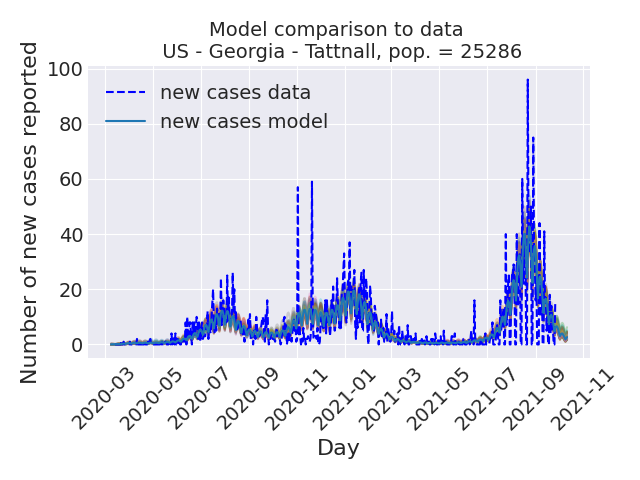 Model comparison to data
US - Georgia - Tattnall, pop. = 25286
Number of new cases reported
100
80
60
40
20
0
new cases data
new cases model
2020-03
2020-05
2020-07
2020-09
2020-11
2021-01
2021-03
2021-05
2021-07
2021-09
2021-11
Day